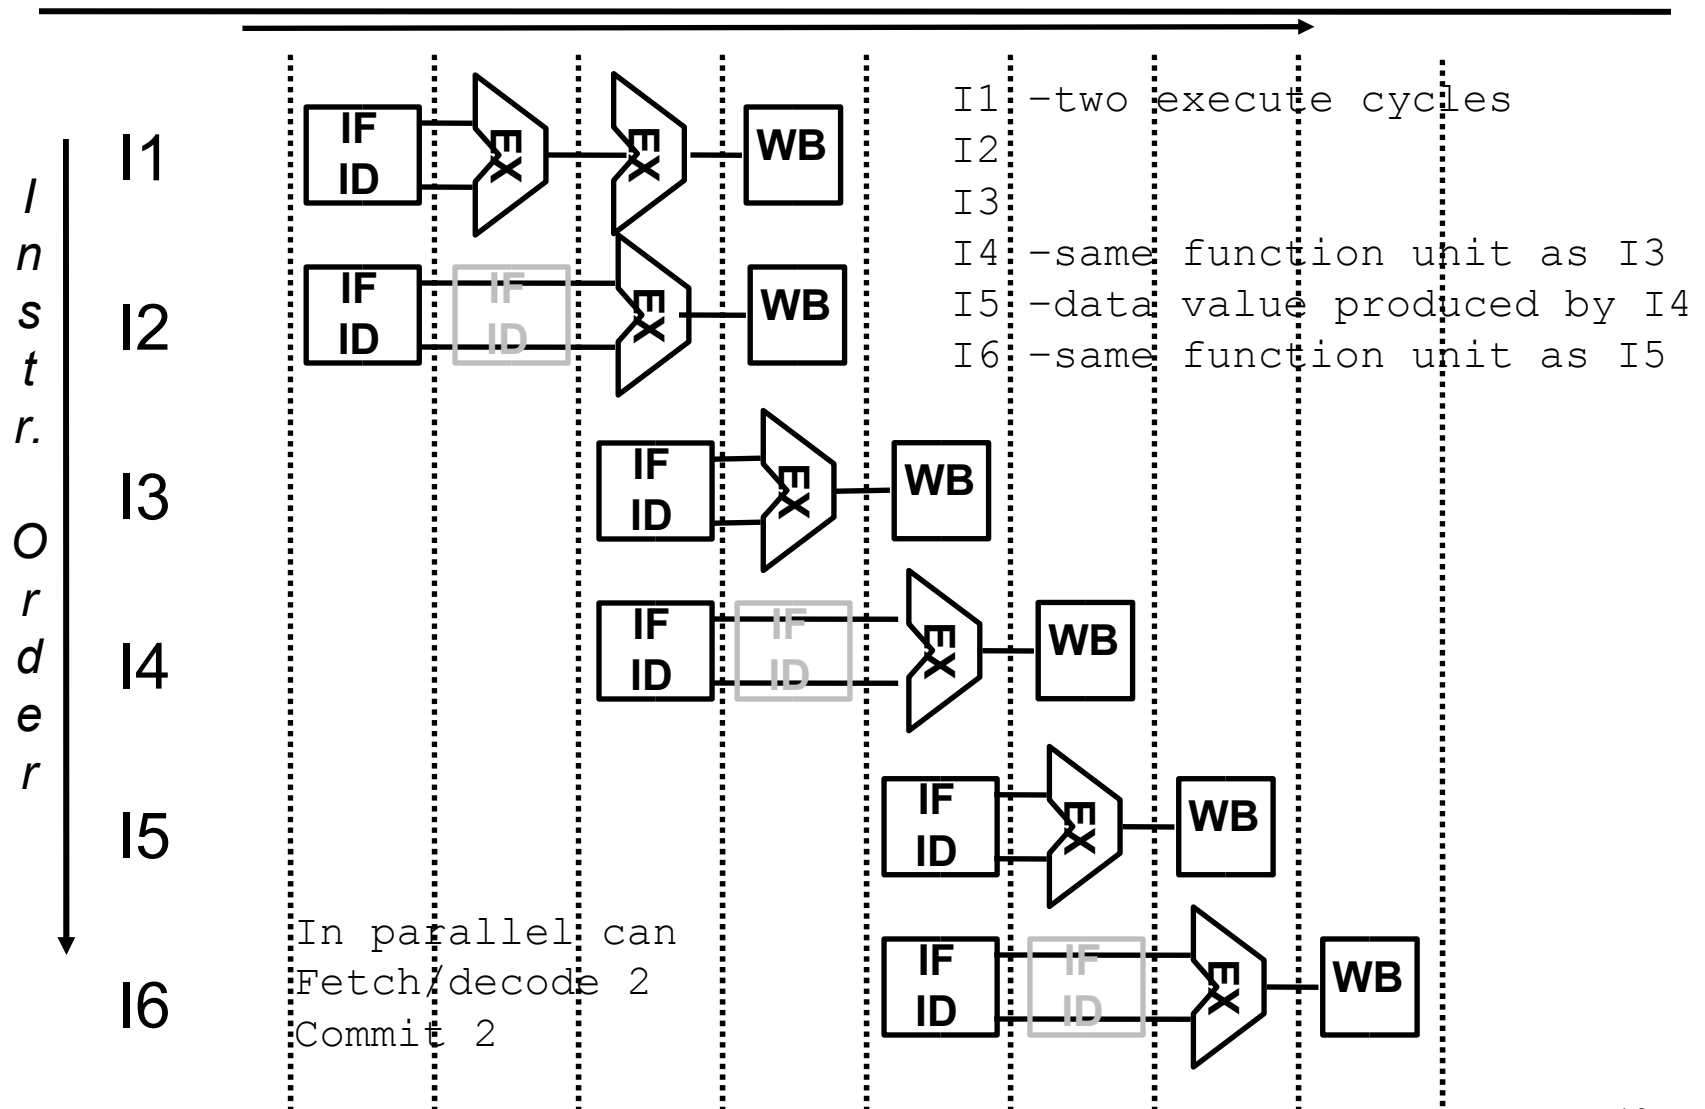 I1 –two execute cycles
I2
I3
I4 –same function unit as I3
I5 –data value produced by I4
I6 –same function unit as I5
Instr. Order
I1
IF
ID
EX
EX
WB
I2
IF
ID
IF
ID
EX
WB
I3
IF
ID
EX
WB
I4
IF
ID
IF
ID
EX
WB
I5
IF
ID
EX
WB
I6
IF
ID
IF
ID
EX
WB
In parallel can
Fetch/decode 2
Commit 2